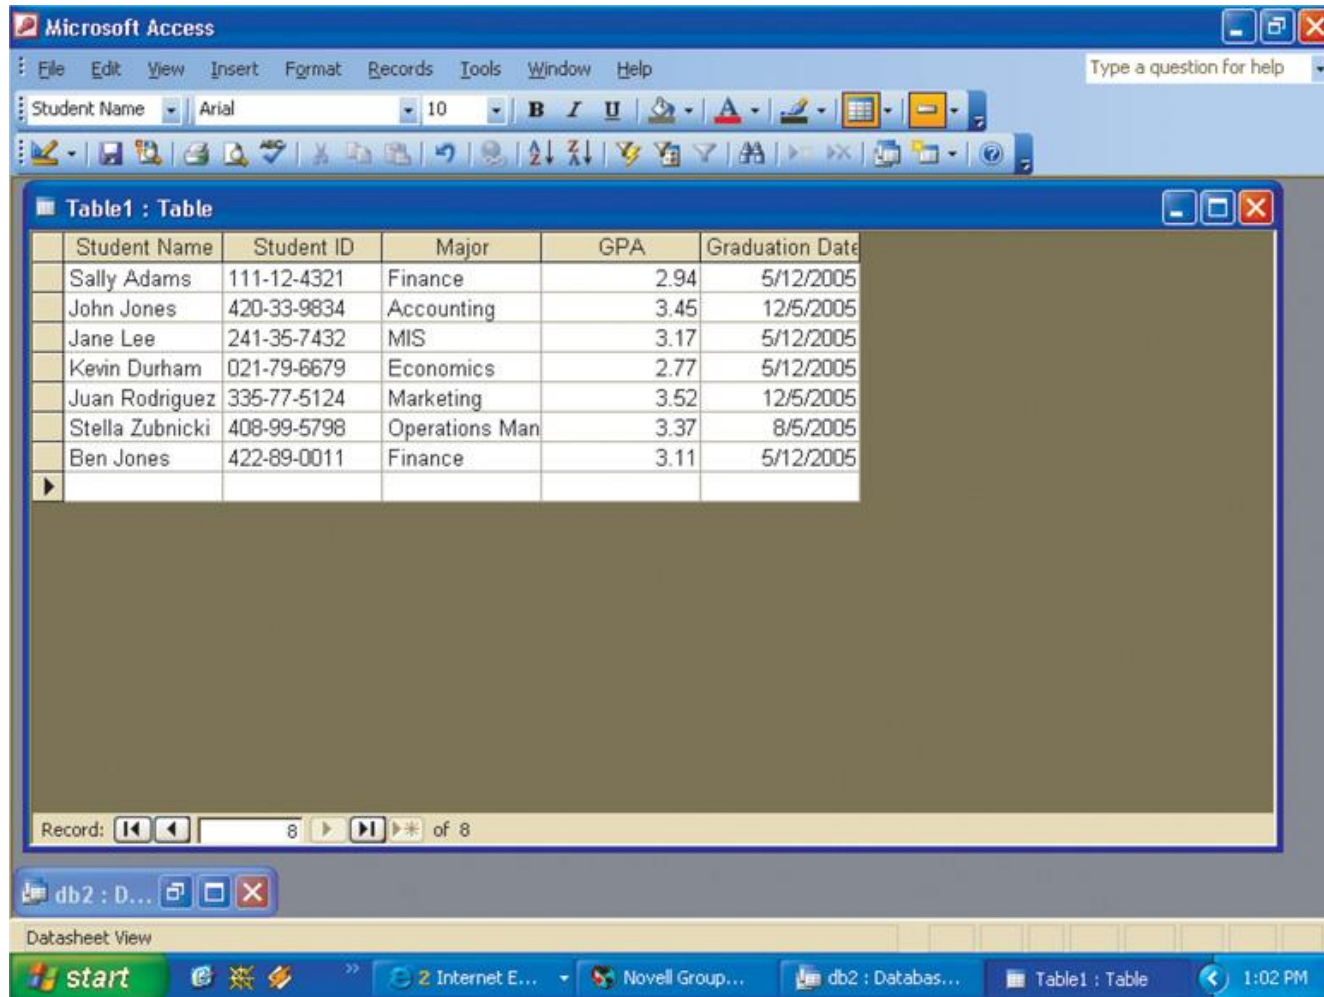 Microsoft Access
File Edit View Insert Format Records Tools Window Help Type a question for help
Student Name Arial 10 B I U A
Table1 : Table
Student Name Student ID Major GPA Graduation Date
Sally Adams 111-12-4321 Finance 2.94 5/12/2005
John Jones 420-33-9834 Accounting 3.45 12/5/2005
Jane Lee 241-35-7432 MIS 3.17 5/12/2005
Kevin Durham 021-79-6679 Economics 2.77 5/12/2005
Juan Rodriguez 335-77-5124 Marketing 3.52 12/5/2005
Stella Zubnicki 408-99-5798 Operations Man 3.37 8/5/2005
Ben Jones 422-89-0011 Finance 3.11 5/12/2005
Record: 8 of 8
db2 : D...
Datasheet View
start 2 Internet E... Novell Group... db2 : Databas... Table1 : Table 1:02 PM